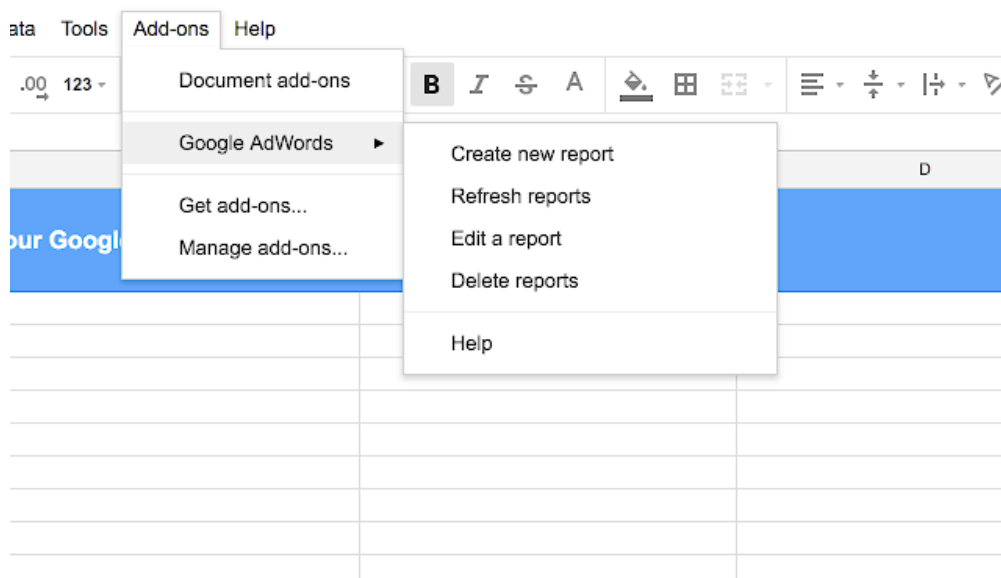 ata Tools Add-ons Help
.00 123
Document add-ons
B I S A
Google AdWords
Create new report
D
Refresh reports
Get add-ons...
our Google
Edit a report
Manage add-ons...
Delete reports
Help